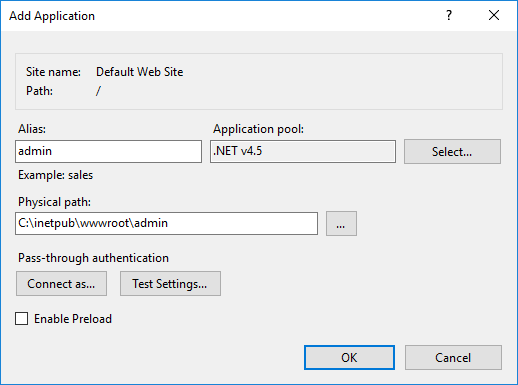 Add Application
?
Site name: Default Web Site
Path: /
Alias: Application pool:
admin .NET v4.5 Select...
Example: sales
Physical path:
C:\inetpub\wwwroot\admin ...
Pass-through authentication
Connect as... Test Settings...
Enable Preload
OK Cancel